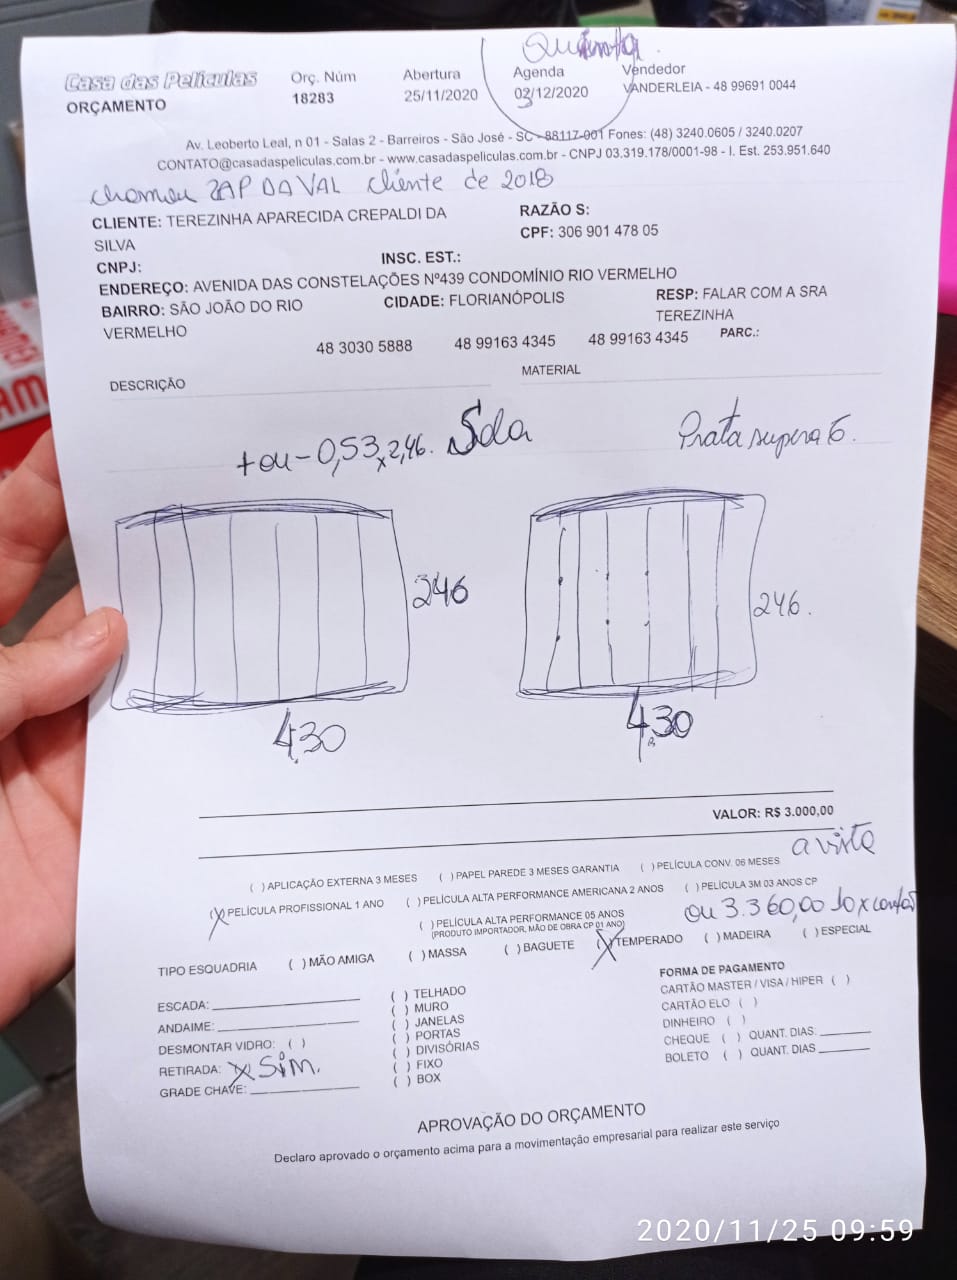 Quinta.
Casa das Películas
ORÇAMENTO
Orç. Núm
18283
Abertura
25/11/2020
Agenda
03/12/2020
Vendedor
VANDERLEIA - 48 99691 0044
Av. Leoberto Leal, n 01 - Salas 2 - Barreiros - São José - SC - 88117-001 Fones: (48) 3240.0605 / 3240.0207
CONTATO@casadaspeliculas.com.br - www.casadaspeliculas.com.br - CNPJ 03.319.178/0001-98 - I. Est. 253.951.640
chamou ZAP DA VAL cliente de 2018
CLIENTE: TEREZINHA APARECIDA CREPALDI DA
SILVA
RAZÃO S:
CPF: 306 901 478 05
CNPJ:
INSC. EST.:
ENDEREÇO: AVENIDA DAS CONSTELAÇÕES Nº439 CONDOMÍNIO RIO VERMELHO
BAIRRO: SÃO JOÃO DO RIO
VERMELHO
CIDADE: FLORIANÓPOLIS
RESP: FALAR COM A SRA
TEREZINHA
48 3030 5888 48 99163 4345 48 99163 4345 PARC.:
DESCRIÇÃO
MATERIAL
+ ou - 0,53 x 2,46. Sala
Prata supera
246
246.
4,30
4,30
VALOR: R$ 3.000,00
a vista
( ) APLICAÇÃO EXTERNA 3 MESES ( ) PAPEL PAREDE 3 MESES GARANTIA ( ) PELÍCULA CONV. 06 MESES
(X) PELÍCULA PROFISSIONAL 1 ANO ( ) PELÍCULA ALTA PERFORMANCE AMERICANA 2 ANOS ( ) PELÍCULA 3M 03 ANOS CP
( ) PELÍCULA ALTA PERFORMANCE 05 ANOS
(PRODUTO IMPORTADOR, MÃO DE OBRA CP 01 ANO)
ou 3.360,00 10x cartão
TIPO ESQUADRIA ( ) MÃO AMIGA ( ) MASSA ( ) BAGUETE (X) TEMPERADO ( ) MADEIRA ( ) ESPECIAL
ESCADA:
ANDAIME:
DESMONTAR VIDRO: ( )
RETIRADA: (X) SIM.
GRADE CHAVE:
( ) TELHADO
( ) MURO
( ) JANELAS
( ) PORTAS
( ) DIVISÓRIAS
( ) FIXO
( ) BOX
FORMA DE PAGAMENTO
CARTÃO MASTER / VISA / HIPER ( )
CARTÃO ELO ( )
DINHEIRO ( )
CHEQUE ( ) QUANT. DIAS:
BOLETO ( ) QUANT. DIAS
APROVAÇÃO DO ORÇAMENTO
Declaro aprovado o orçamento acima para a movimentação empresarial para realizar este serviço
2020/11/25 09:59